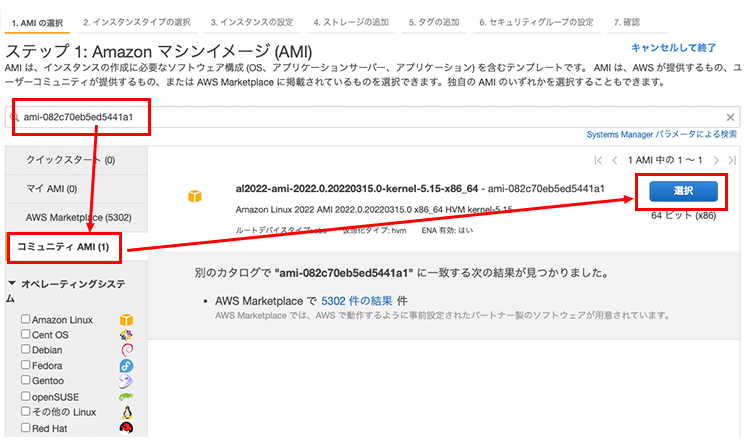 1. AMI の選択 2. インスタンスタイプの選択 3. インスタンスの設定 4. ストレージの追加 5. タグの追加 6. セキュリティグループの設定 7. 確認
ステップ 1: Amazon マシンイメージ (AMI)
キャンセルして終了
AMI は、インスタンスの作成に必要なソフトウェア構成 (OS、アプリケーションサーバー、アプリケーション) を含むテンプレートです。 AMI は、AWS が提供するもの、ユ
ーザーコミュニティが提供するもの、または AWS Marketplace に掲載されているものを選択できます。独自の AMI のいずれかを選択することもできます。
ami-082c70eb5ed5441a1
Systems Manager パラメータによる検索
クイックスタート (0)
マイ AMI (0)
AWS Marketplace (5302)
コミュニティ AMI (1)
オペレーティングシステ
ム
Amazon Linux
Cent OS
Debian
Fedora
Gentoo
openSUSE
その他の Linux
Red Hat
1 AMI 中の 1 ～ 1
al2022-ami-2022.0.20220315.0-kernel-5.15-x86_64 - ami-082c70eb5ed5441a1
選択
Amazon Linux 2022 AMI 2022.0.20220315.0 x86_64 HVM kernel-5.15
64 ビット (x86)
ルートデバイスタイプ: ebs 仮想化タイプ: hvm ENA 有効: はい
別のカタログで "ami-082c70eb5ed5441a1" に一致する次の結果が見つかりました。
• AWS Marketplace で 5302 件の結果 件
AWS Marketplace では、AWS で動作するように事前設定されたパートナー製のソフトウェアが用意されています。